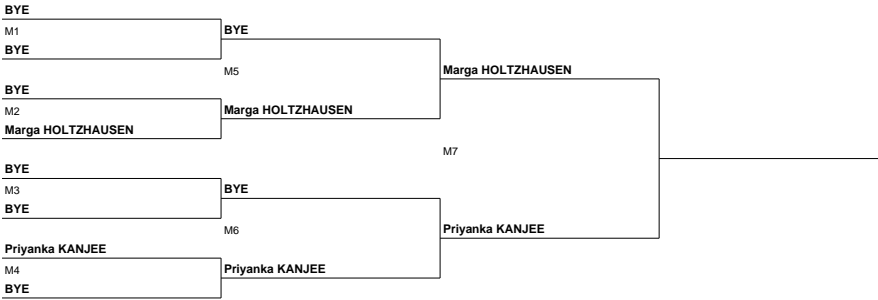 BYE
M1
BYE
BYE
M5
BYE
M2
Marga HOLTZHAUSEN
Marga HOLTZHAUSEN
Marga HOLTZHAUSEN
M7
BYE
M3
BYE
BYE
M6
Priyanka KANJEE
Priyanka KANJEE
M4
Priyanka KANJEE
BYE